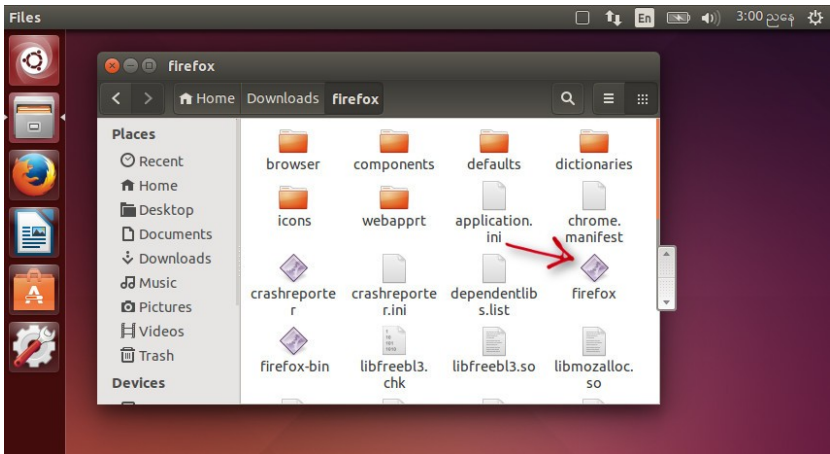 Files
En
3:00 ညနေ
firefox
Home Downloads firefox
Places
Recent
Home
Desktop
Documents
Downloads
Music
Pictures
Videos
Trash
Devices
browser components defaults dictionaries
icons webapprt application. chrome.
ini manifest
crashreporte crashreporte dependentlib firefox
r r.ini s.list
firefox-bin libfreebl3. libfreebl3.so libmozalloc.
chk so